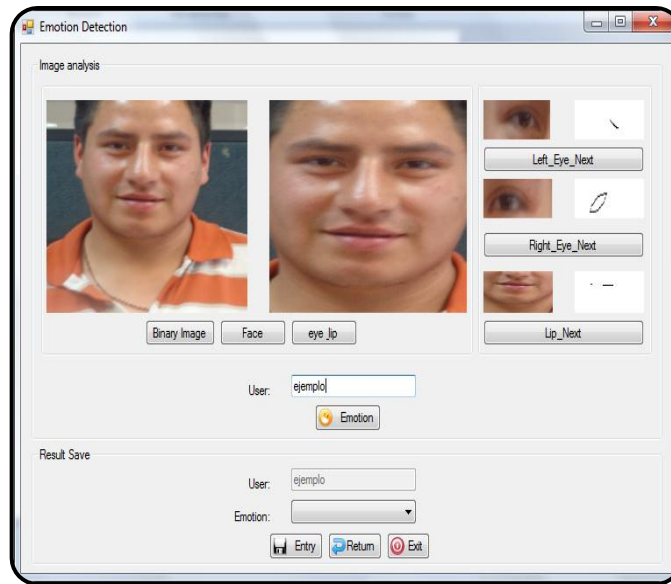 Emotion Detection
Image analysis
Left_Eye_Next
Right_Eye_Next
Binary Image Face eye_lip Lip_Next
User: ejemplo
Emotion
Result Save
User: ejemplo
Emotion:
Entry Return Exit